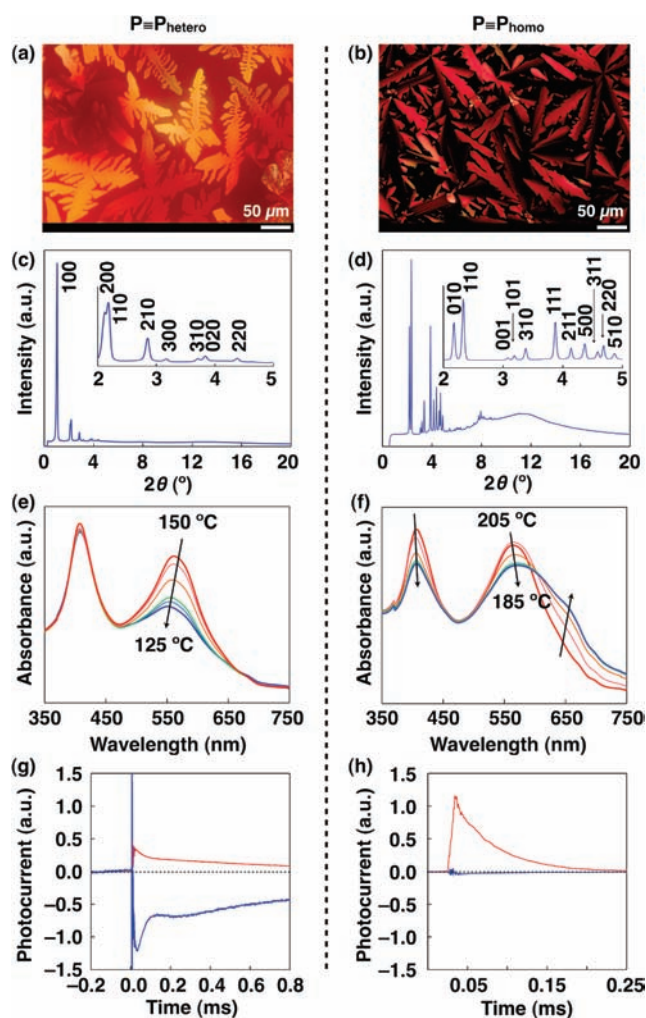 P≡Phetero
P≡Phomo
(a)
50 µm
(b)
50 µm
(c)
Intensity (a.u.)
100
200
110
210
300
310
020
220
2 3 4 5
0 4 8 12 16 20
2θ (º)
(d)
Intensity (a.u.)
010
110
001
101
310
111
211
500
311
220
510
2 3 4 5
0 4 8 12 16 20
2θ (º)
(e)
Absorbance (a.u.)
150 ºC
125 ºC
350 450 550 650 750
Wavelength (nm)
(f)
Absorbance (a.u.)
205 ºC
185 ºC
350 450 550 650 750
Wavelength (nm)
(g)
Photocurrent (a.u.)
1.5
1.0
0.5
0.0
−0.5
−1.0
−1.5
−0.2 0.0 0.2 0.4 0.6 0.8
Time (ms)
(h)
Photocurrent (a.u.)
1.5
1.0
0.5
0.0
−0.5
−1.0
−1.5
0.05 0.15 0.25
Time (ms)